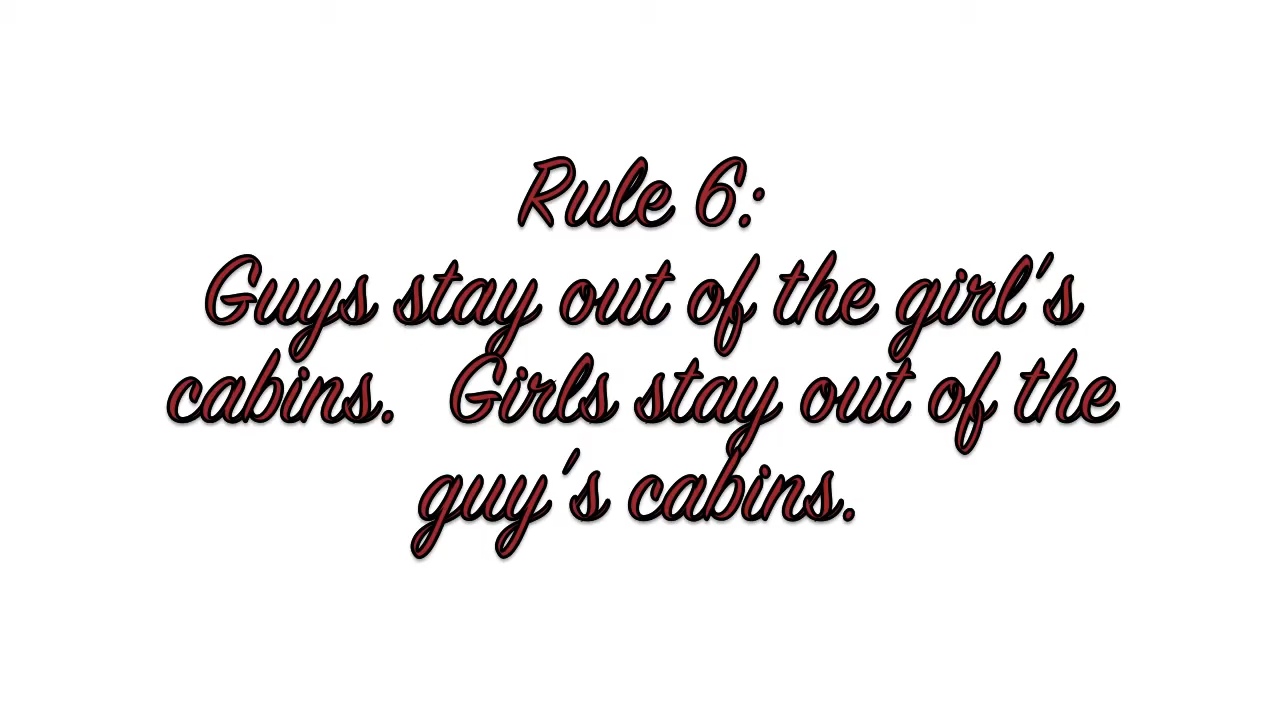 Rule 6:
Guys stay out of the girl's
cabins.  Girls stay out of the
guy's cabins.